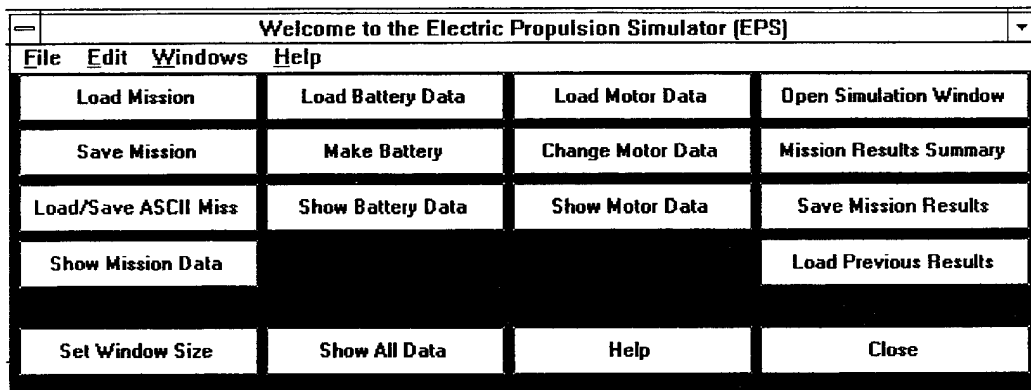 Welcome to the Electric Propulsion Simulator (EPS)
File Edit Windows Help
Load Mission Load Battery Data Load Motor Data Open Simulation Window
Save Mission Make Battery Change Motor Data Mission Results Summary
Load/Save ASCII Miss Show Battery Data Show Motor Data Save Mission Results
Show Mission Data Load Previous Results
Set Window Size Show All Data Help Close